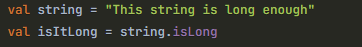 val string = "This string is long enough"
val isItLong = string.isLong